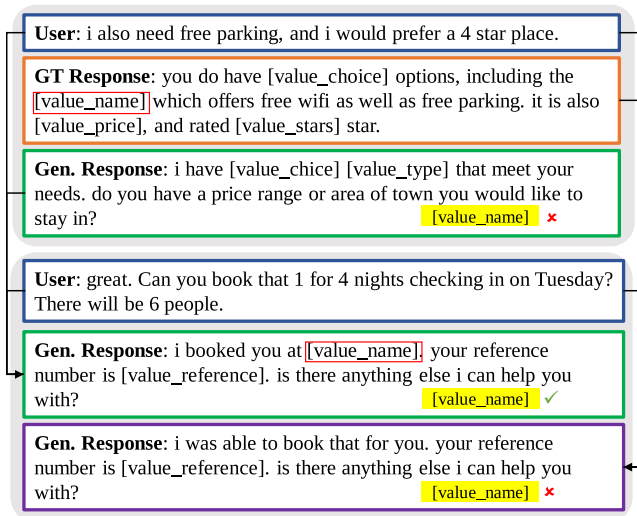 User: i also need free parking, and i would prefer a 4 star place.
GT Response: you do have [value_choice] options, including the
[value_name] which offers free wifi as well as free parking. it is also
[value_price], and rated [value_stars] star.
Gen. Response: i have [value_chice] [value_type] that meet your
needs. do you have a price range or area of town you would like to
stay in?
[value_name] ✘
User: great. Can you book that 1 for 4 nights checking in on Tuesday?
There will be 6 people.
Gen. Response: i booked you at [value_name]. your reference
number is [value_reference]. is there anything else i can help you
with?
[value_name] ✓
Gen. Response: i was able to book that for you. your reference
number is [value_reference]. is there anything else i can help you
with?
[value_name] ✘